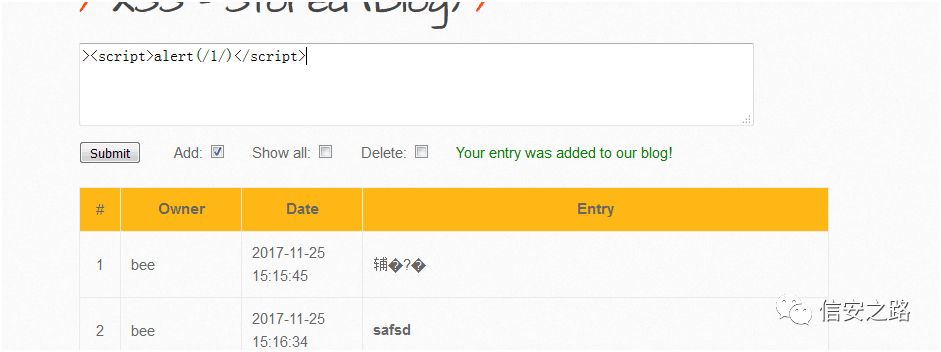 / XSS - Stored (Blog) /
><script>alert(/1/)</script>
Submit Add: Show all: Delete: Your entry was added to our blog!
# Owner Date Entry
1 bee 2017-11-25 15:15:45 辅�?�
2 bee 2017-11-25 15:16:34 safsd
信安之路